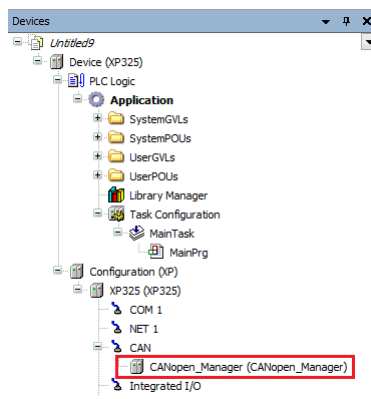 Devices
Untitled9
Device (XP325)
PLC Logic
Application
SystemGVLs
SystemPOUs
UserGVLs
UserPOUs
Library Manager
Task Configuration
MainTask
MainPrg
Configuration (XP)
XP325 (XP325)
COM 1
NET 1
CAN
CANopen_Manager (CANopen_Manager)
Integrated I/O